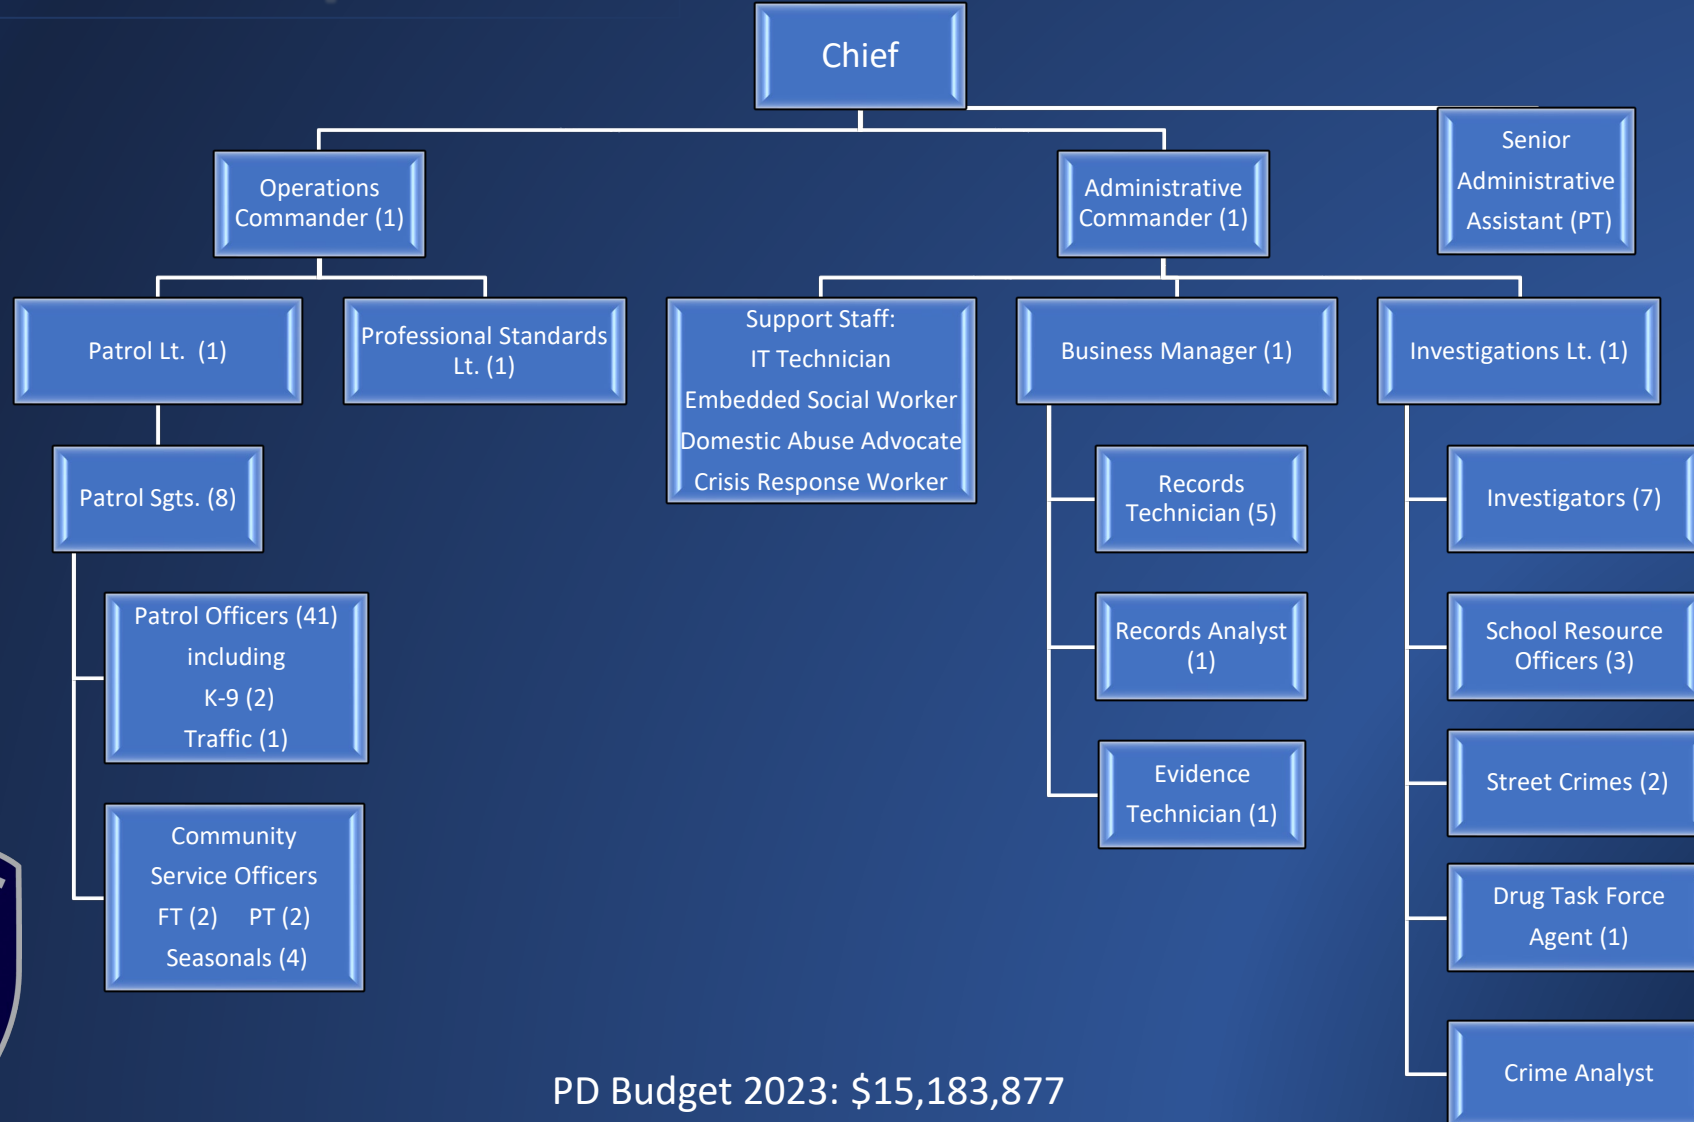 Chief
Senior
Administrative
Assistant (PT)
Operations
Commander (1)
Administrative
Commander (1)
Patrol Lt. (1)
Professional Standards
Lt. (1)
Support Staff:
IT Technician
Embedded Social Worker
Domestic Abuse Advocate
Crisis Response Worker
Business Manager (1)
Investigations Lt. (1)
Patrol Sgts. (8)
Records
Technician (5)
Investigators (7)
Patrol Officers (41)
including
K-9 (2)
Traffic (1)
Records Analyst
(1)
School Resource
Officers (3)
Evidence
Technician (1)
Street Crimes (2)
Community
Service Officers
FT (2) PT (2)
Seasonals (4)
Drug Task Force
Agent (1)
Crime Analyst
PD Budget 2023: $15,183,877